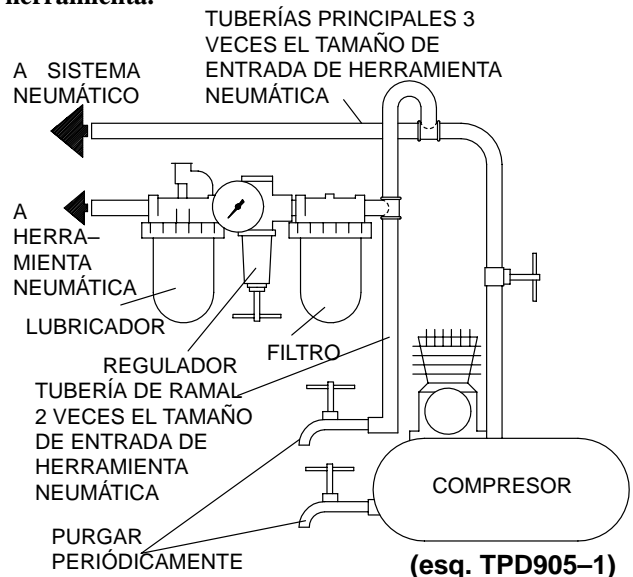 herramienta.
TUBERÍAS PRINCIPALES 3
VECES EL TAMAÑO DE
ENTRADA DE HERRAMIENTA
NEUMÁTICA
A SISTEMA
NEUMÁTICO
A
HERRA–
MIENTA
NEUMÁTICA
LUBRICADOR
REGULADOR
FILTRO
TUBERÍA DE RAMAL
2 VECES EL TAMAÑO
DE ENTRADA DE
HERRAMIENTA
NEUMÁTICA
COMPRESOR
PURGAR
PERIÓDICAMENTE
(esq. TPD905–1)